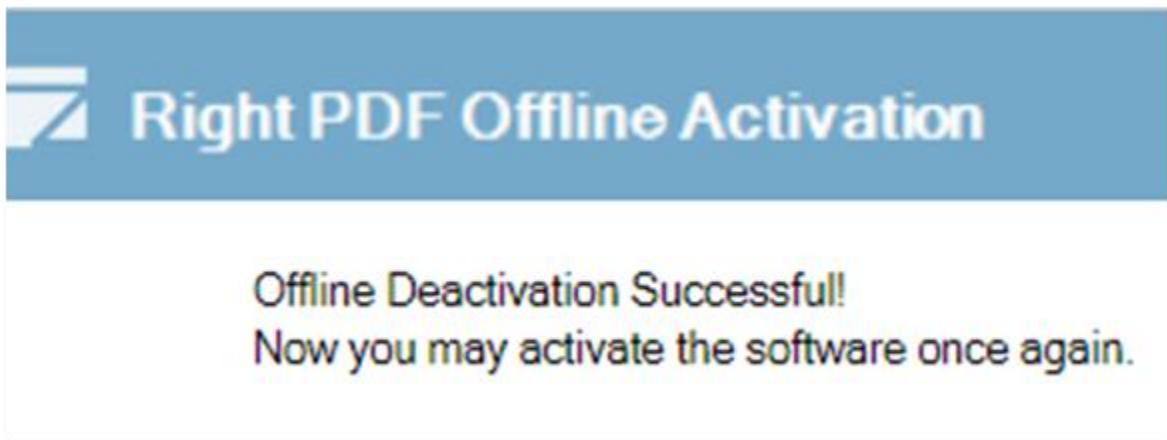 Right PDF Offline Activation
Offline Deactivation Successful!
Now you may activate the software once again.